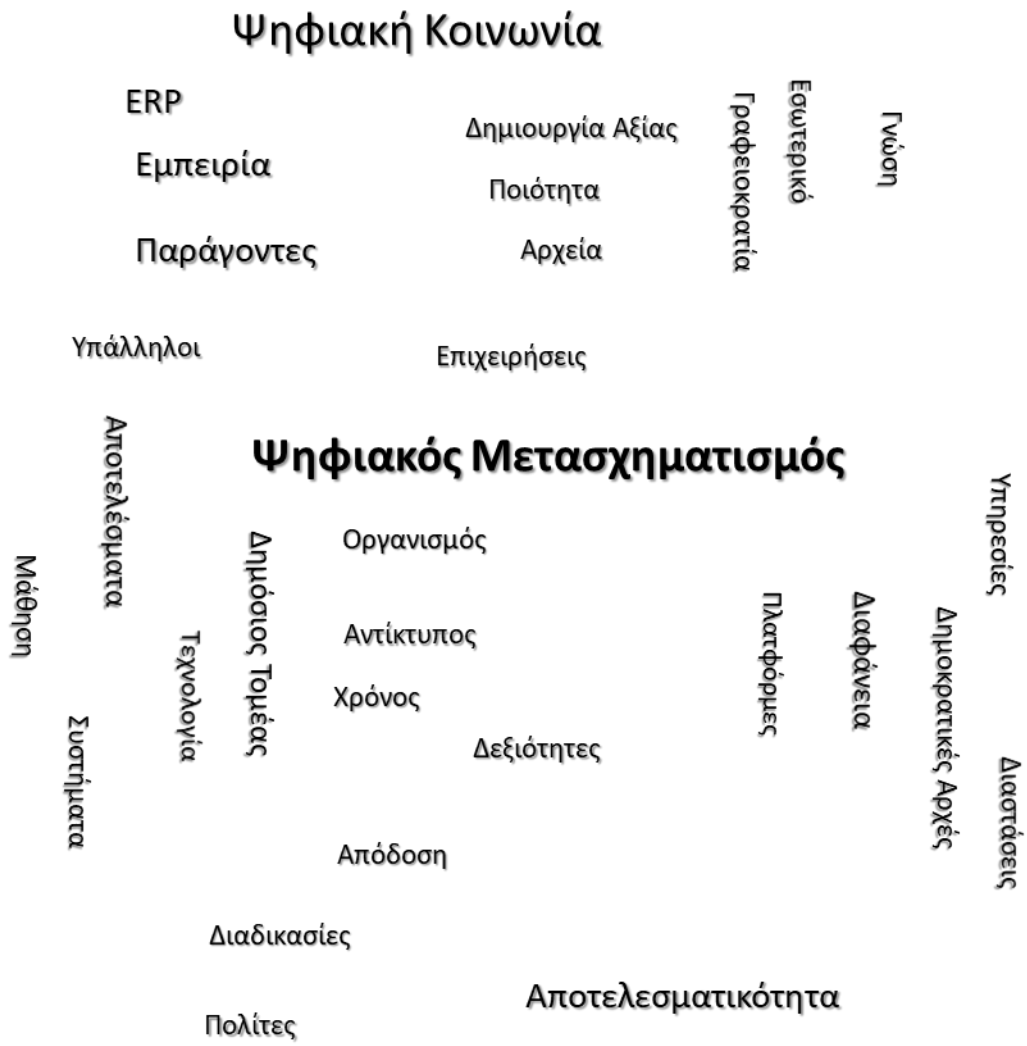 Ψηφιακή Κοινωνία
ERP
Εμπειρία
Παράγοντες
Δημιουργία Αξίας
Ποιότητα
Αρχεία
Γραφειοκρατία
Εσωτερικό
Γνώση
Υπάλληλοι
Επιχειρήσεις
Ψηφιακός Μετασχηματισμός
Αποτελέσματα
Μάθηση
Συστήματα
Τεχνολογία
Δημόσιος Τομέας
Οργανισμός
Αντίκτυπος
Χρόνος
Δεξιότητες
Απόδοση
Πλατφόρμες
Διαφάνεια
Δημοκρατικές Αρχές
Υπηρεσίες
Διαστάσεις
Διαδικασίες
Αποτελεσματικότητα
Πολίτες